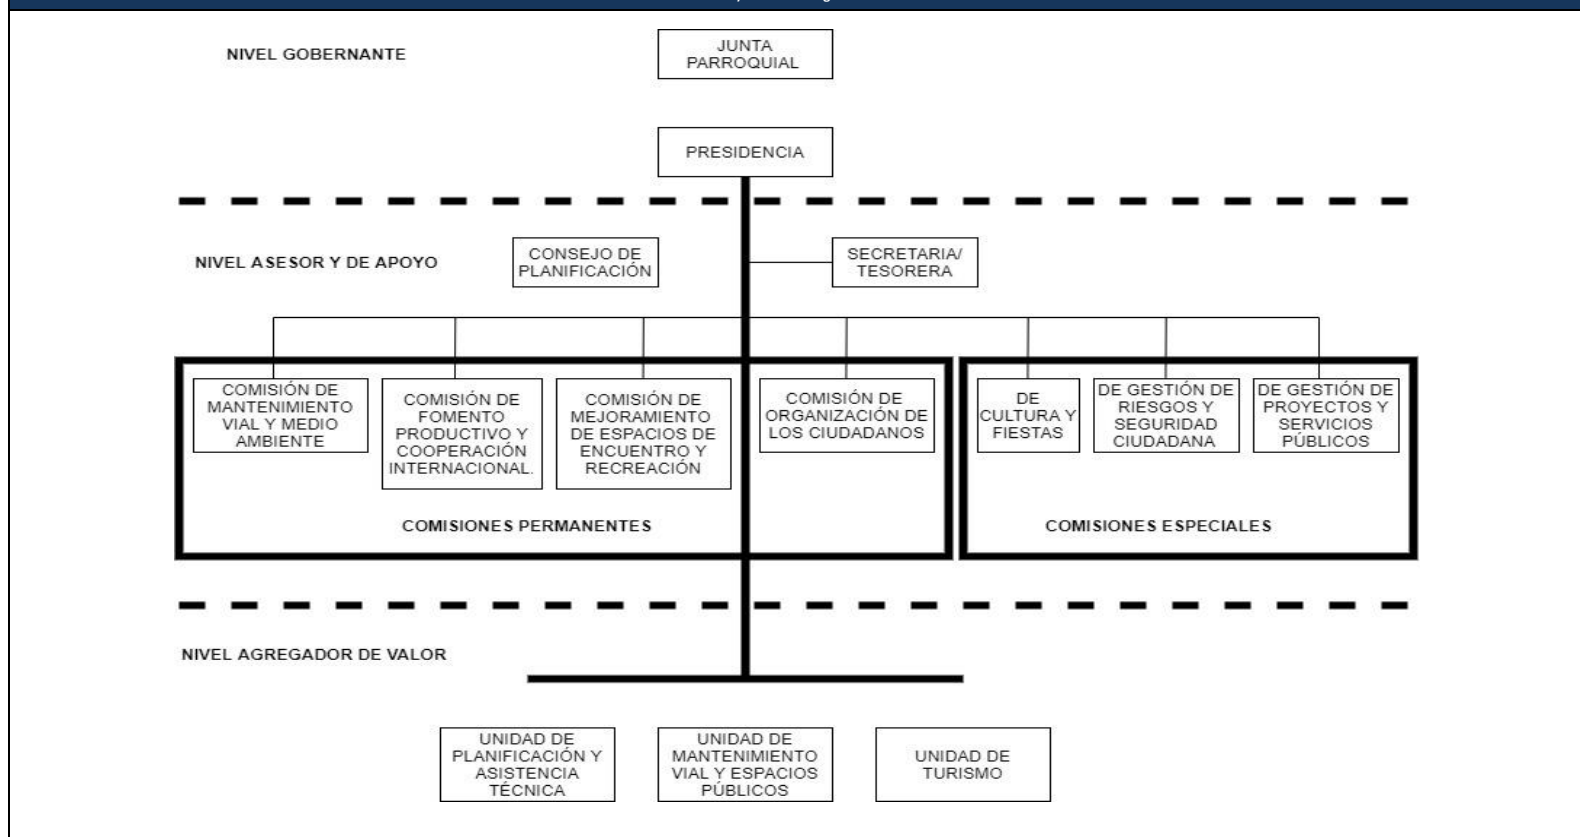 NIVEL GOBERNANTE
JUNTA
PARROQUIAL
PRESIDENCIA
NIVEL ASESOR Y DE APOYO
CONSEJO DE
PLANIFICACIÓN
SECRETARIA/
TESORERA
COMISIÓN DE
MANTENIMIENTO
VIAL Y MEDIO
AMBIENTE
COMISIÓN DE
FOMENTO
PRODUCTIVO Y
COOPERACIÓN
INTERNACIONAL.
COMISIÓN DE
MEJORAMIENTO
DE ESPACIOS DE
ENCUENTRO Y
RECREACIÓN
COMISIÓN DE
ORGANIZACIÓN DE
LOS CIUDADANOS
DE
CULTURA Y
FIESTAS
DE GESTIÓN DE
RIESGOS Y
SEGURIDAD
CIUDADANA
DE GESTIÓN DE
PROYECTOS Y
SERVICIOS
PÚBLICOS
COMISIONES PERMANENTES
COMISIONES ESPECIALES
NIVEL AGREGADOR DE VALOR
UNIDAD DE
PLANIFICACIÓN Y
ASISTENCIA
TÉCNICA
UNIDAD DE
MANTENIMIENTO
VIAL Y ESPACIOS
PÚBLICOS
UNIDAD DE
TURISMO